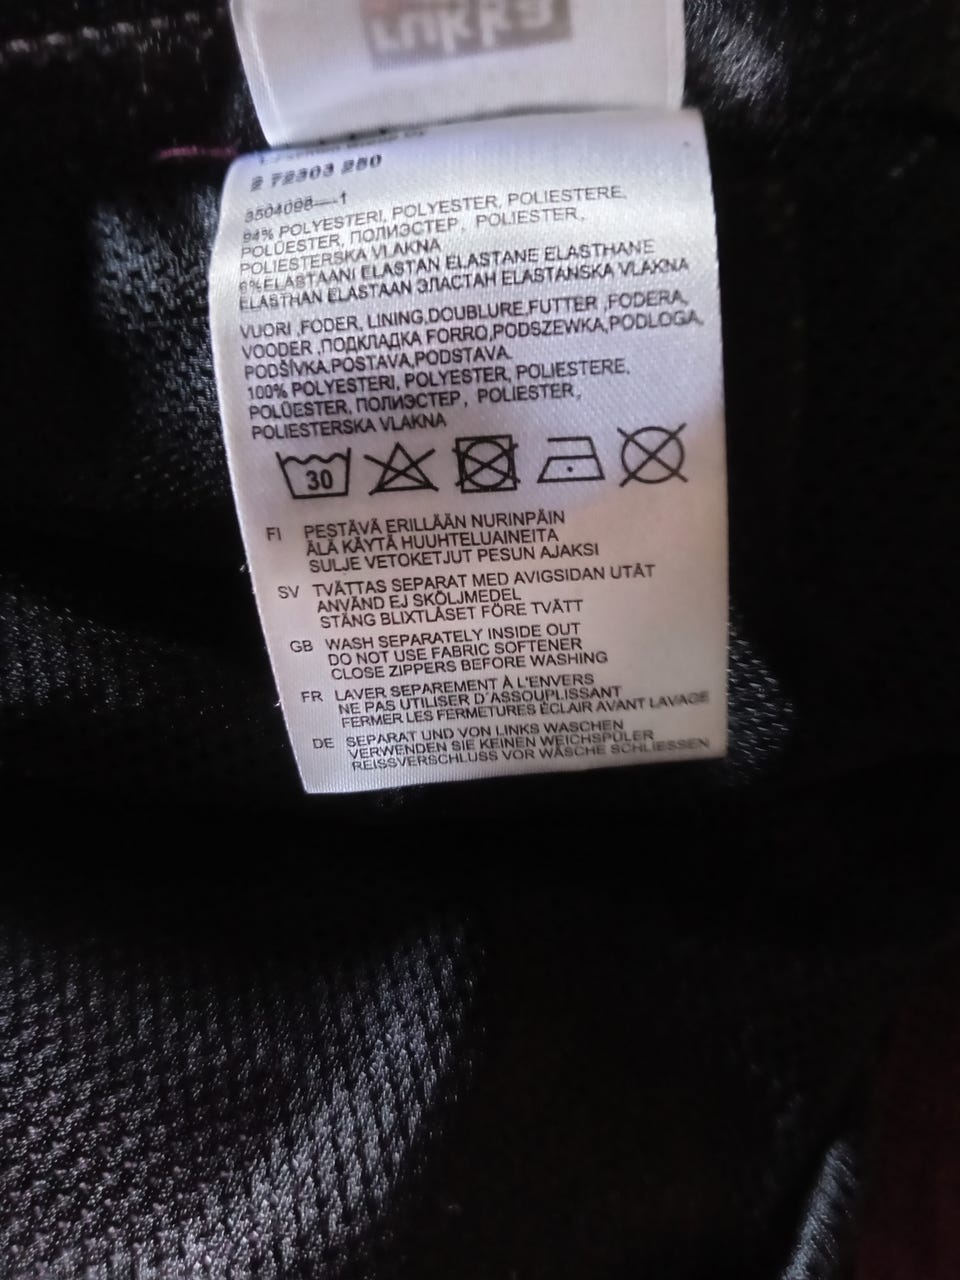 2 72303 250
3504098-----1
94% POLYESTERI, POLYESTER, POLIESTERE,
POLÜESTER, ПОЛИЭСТЕР, POLIESTER,
POLIESTERSKA VLAKNA
6%ELASTAANI ELASTAN ELASTANE ELASTHANE
ELASTHAN ELASTAAN ЭЛАСТАН ELASTANSKA VLAKNA
VUORI ,FODER, LINING,DOUBLURE,FUTTER ,FODERA,
VOODER ,ПОДКЛАДКА FORRO,PODSZEWKA,PODLOGA,
PODŠÍVKA,POSTAVA,PODSTAVA.
100% POLYESTERI, POLYESTER, POLIESTERE,
POLÜESTER, ПОЛИЭСТЕР, POLIESTER,
POLIESTERSKA VLAKNA
30
FI PESTÄVÄ ERILLÄÄN NURINPÄIN
ÄLÄ KÄYTÄ HUUHTELUAINEITA
SULJE VETOKETJUT PESUN AJAKSI
SV TVÄTTAS SEPARAT MED AVIGSIDAN UTÅT
ANVÄND EJ SKÖLJMEDEL
STÄNG BLIXTLÅSET FÖRE TVÄTT
GB WASH SEPARATELY INSIDE OUT
DO NOT USE FABRIC SOFTENER
CLOSE ZIPPERS BEFORE WASHING
FR LAVER SEPAREMENT À L'ENVERS
NE PAS UTILISER D'ASSOUPLISSANT
FERMER LES FERMETURES ÉCLAIR AVANT LAVAGE
DE SEPARAT UND VON LINKS WASCHEN
VERWENDEN SIE KEINEN WEICHSPÜLER
REISSVERSCHLUSS VOR WÄSCHE SCHLIESSEN